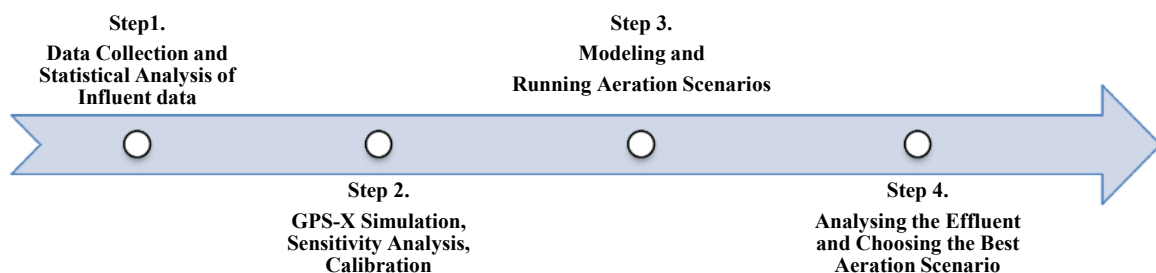 Step1.
Data Collection and
Statistical Analysis of
Influent data
Step 2.
GPS-X Simulation,
Sensitivity Analysis,
Calibration
Step 3.
Modeling and
Running Aeration Scenarios
Step 4.
Analysing the Effluent
and Choosing the Best
Aeration Scenario